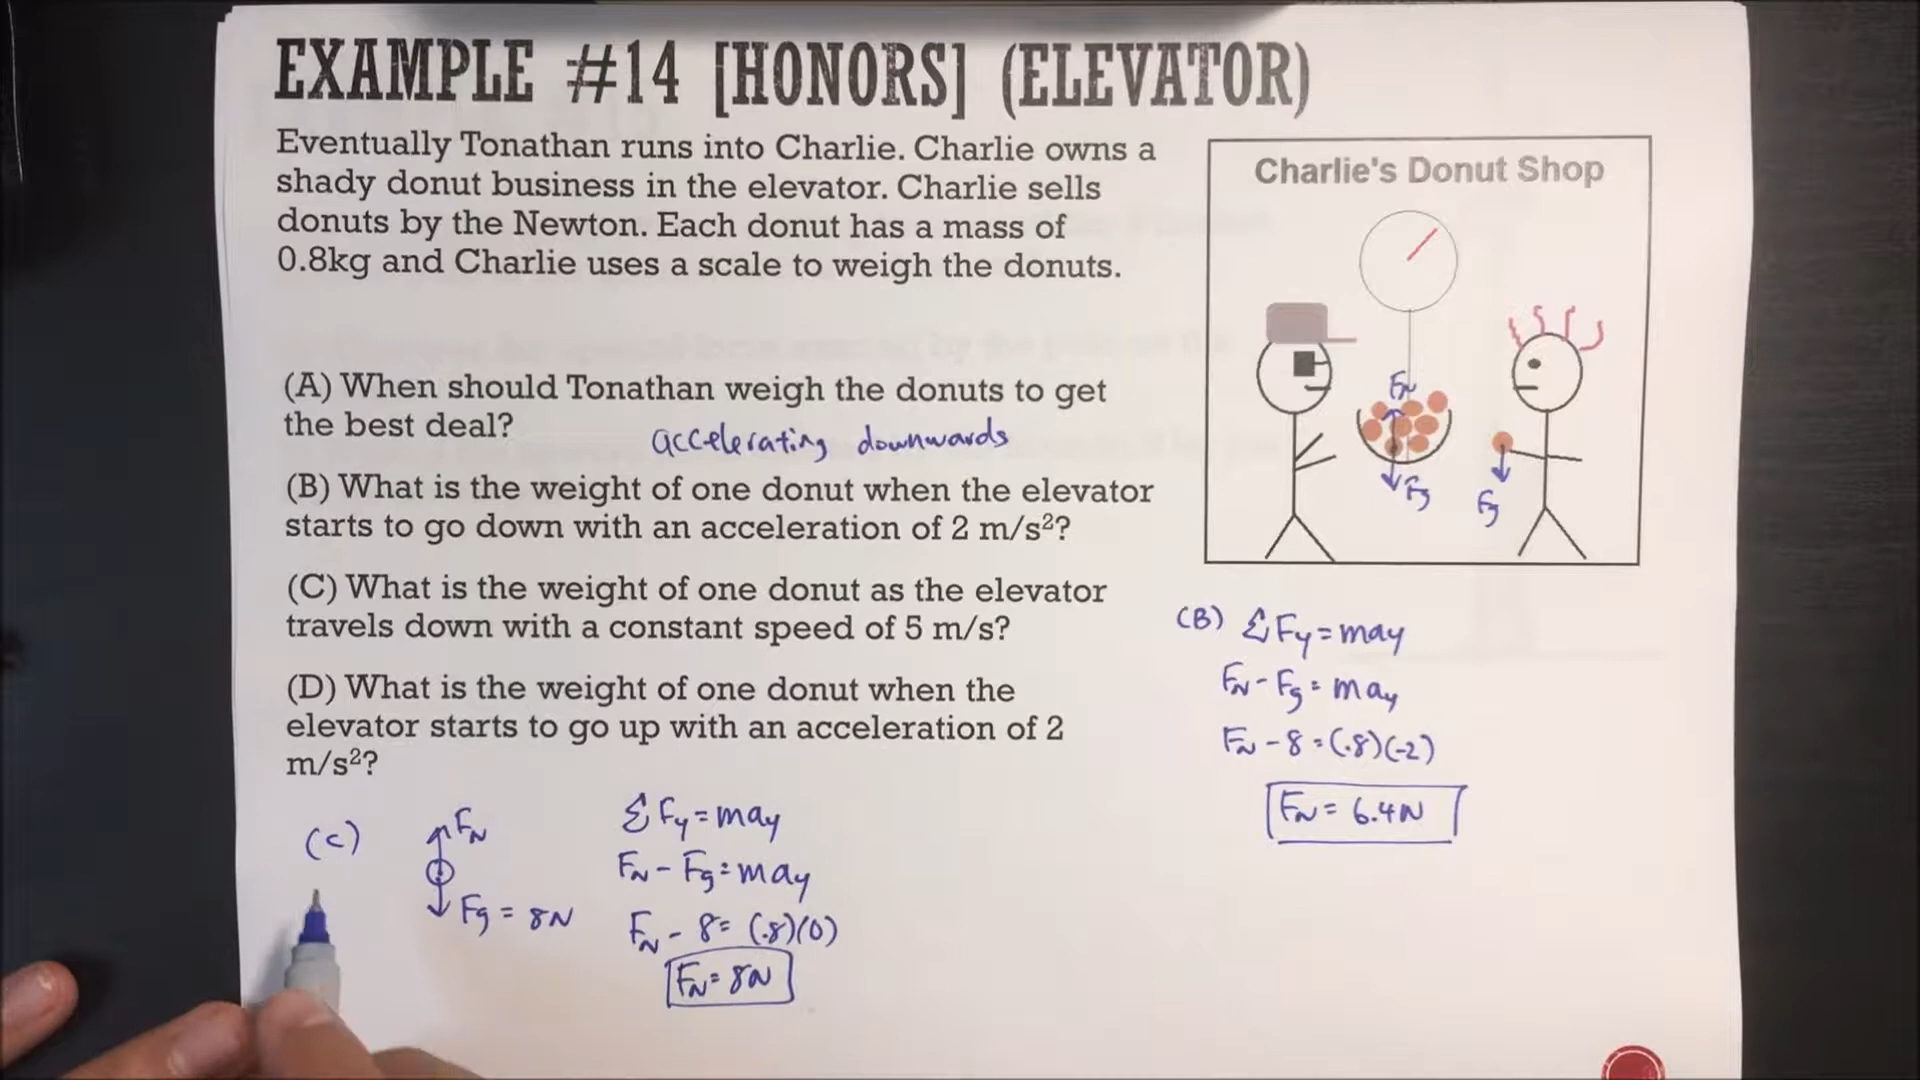 EXAMPLE #14 [HONORS] (ELEVATOR)
Eventually Tonathan runs into Charlie. Charlie owns a
shady donut business in the elevator. Charlie sells
donuts by the Newton. Each donut has a mass of
0.8kg and Charlie uses a scale to weigh the donuts.
Charlie's Donut Shop
FN
Fg
Fg
(A) When should Tonathan weigh the donuts to get
the best deal?
accelerating downwards
(B) What is the weight of one donut when the elevator
starts to go down with an acceleration of 2 m/s²?
(C) What is the weight of one donut as the elevator
travels down with a constant speed of 5 m/s?
(D) What is the weight of one donut when the
elevator starts to go up with an acceleration of 2
m/s²?
(B) ΣFy = may
FN - Fg = may
FN - 8 = (.8)(-2)
FN = 6.4N
(C)
FN
Fg = 8N
ΣFy = may
FN - Fg = may
FN - 8 = (.8)(0)
FN = 8N